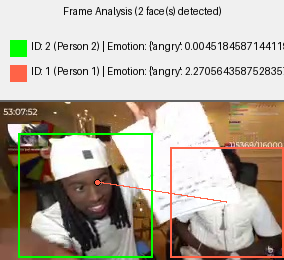 Frame Analysis (2 face(s) detected)
ID: 2 (Person 2) | Emotion: {'angry': 0.0045184587144119
ID: 1 (Person 1) | Emotion: {'angry': 2.270564358752835
53:07:52